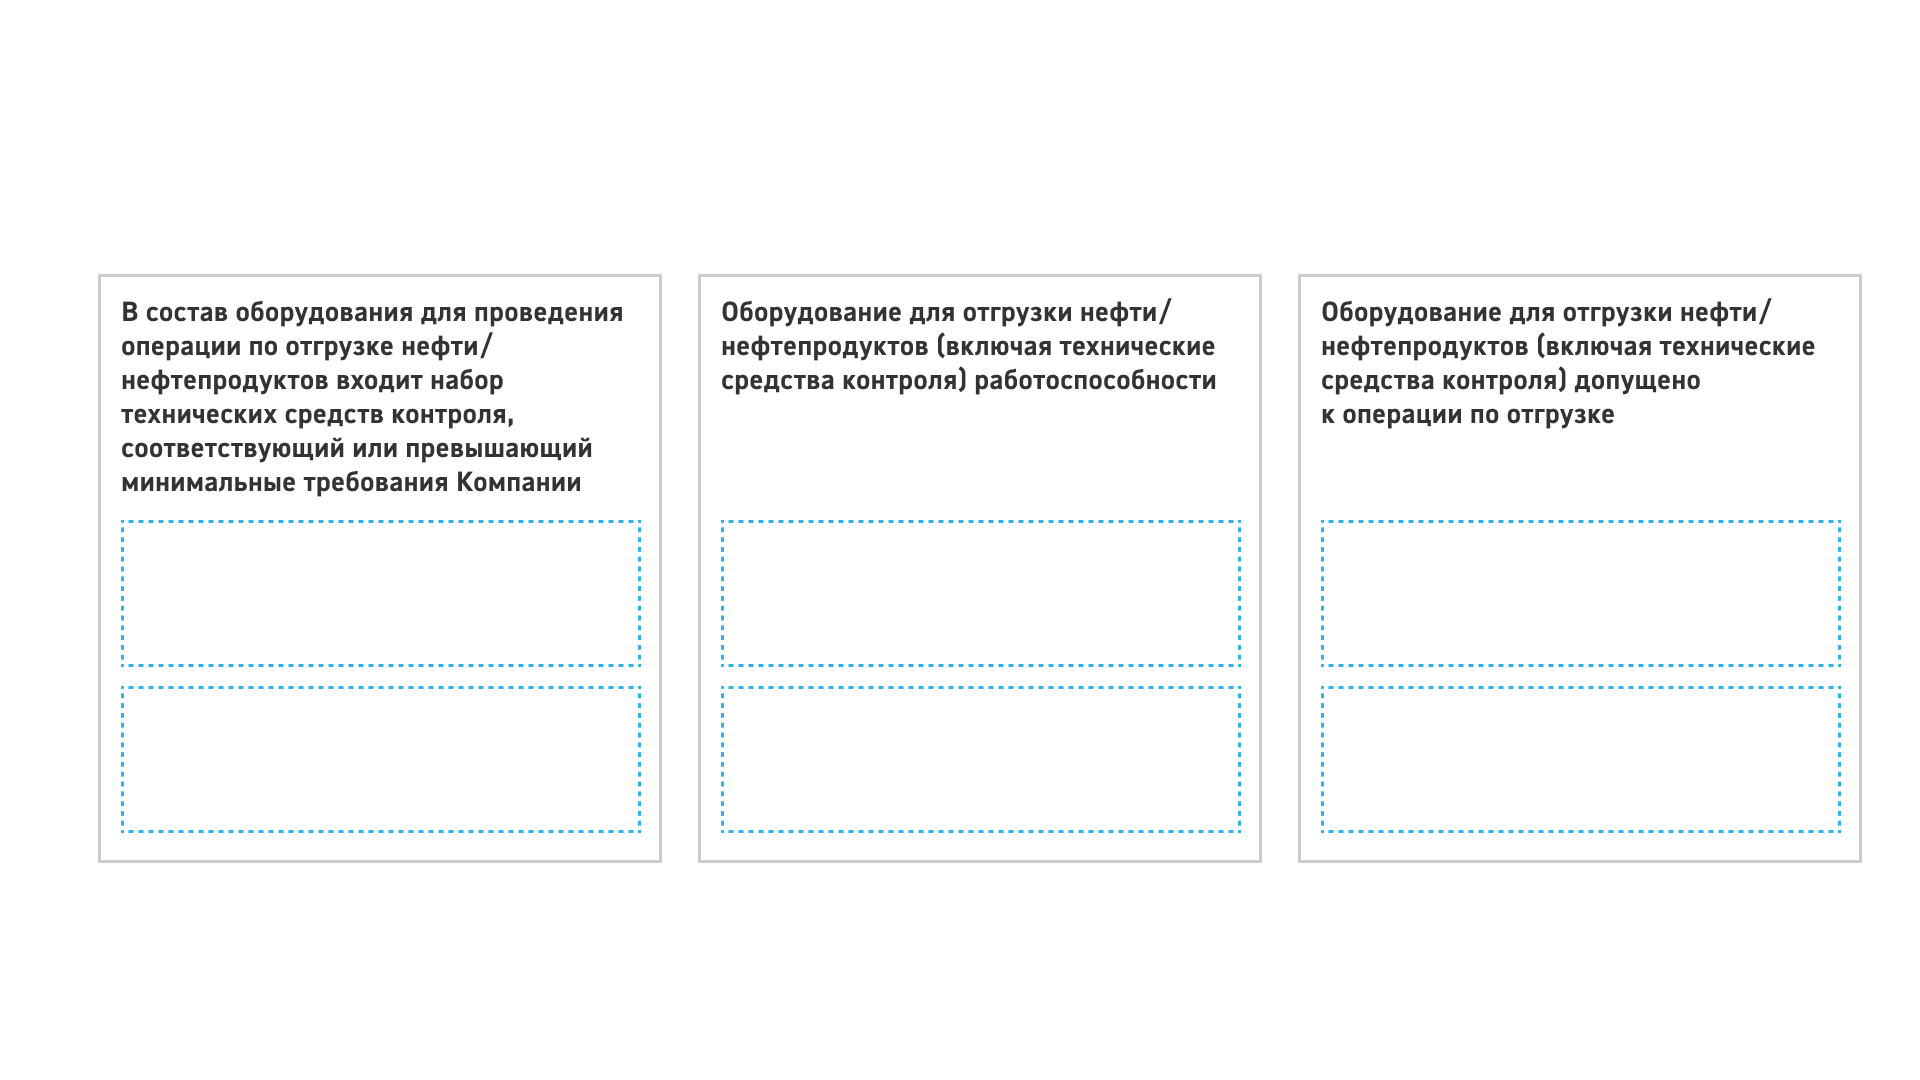 В состав оборудования для проведения
операции по отгрузке нефти/
нефтепродуктов входит набор
технических средств контроля,
соответствующий или превышающий
минимальные требования Компании
Оборудование для отгрузки нефти/
нефтепродуктов (включая технические
средства контроля) работоспособности
Оборудование для отгрузки нефти/
нефтепродуктов (включая технические
средства контроля) допущено
к операции по отгрузке